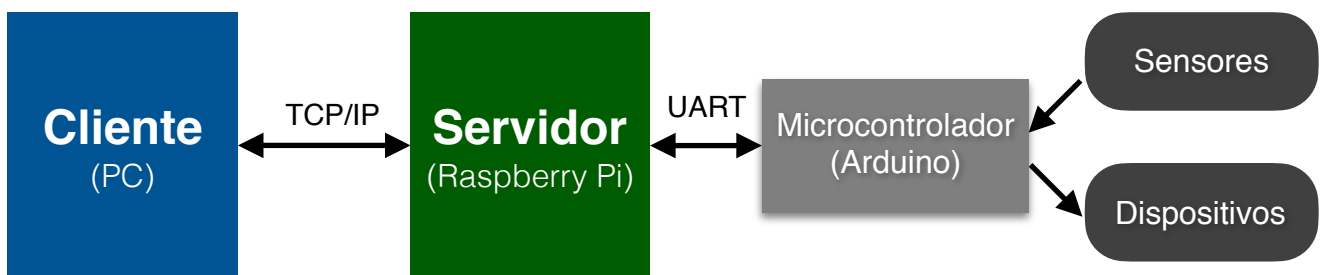 Cliente
(PC)
TCP/IP
Servidor
(Raspberry Pi)
UART
Microcontrolador
(Arduino)
Sensores
Dispositivos